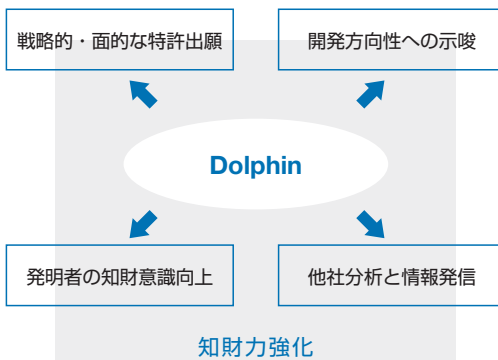 戦略的・面的な特許出願
開発方向性への示唆
Dolphin
発明者の知財意識向上
他社分析と情報発信
知財力強化